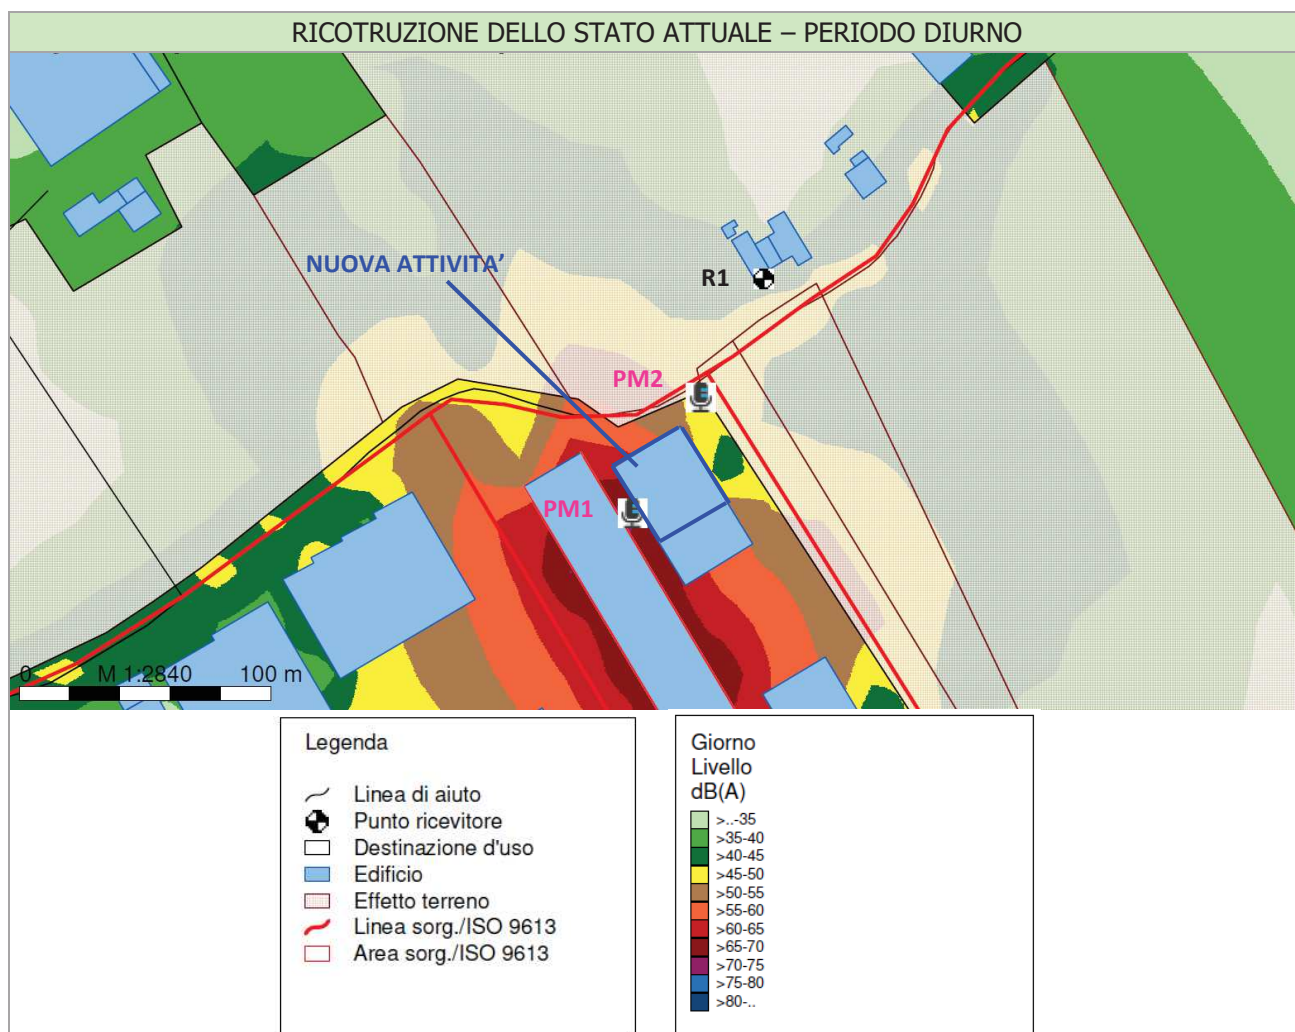 RICOTRUZIONE DELLO STATO ATTUALE – PERIODO DIURNO
NUOVA ATTIVITA’
R1
PM2
PM1
0 M 1:2840 100 m
Legenda
Linea di aiuto
Punto ricevitore
Destinazione d'uso
Edificio
Effetto terreno
Linea sorg./ISO 9613
Area sorg./ISO 9613
Giorno
Livello
dB(A)
>..-35
>35-40
>40-45
>45-50
>50-55
>55-60
>60-65
>65-70
>70-75
>75-80
>80-..